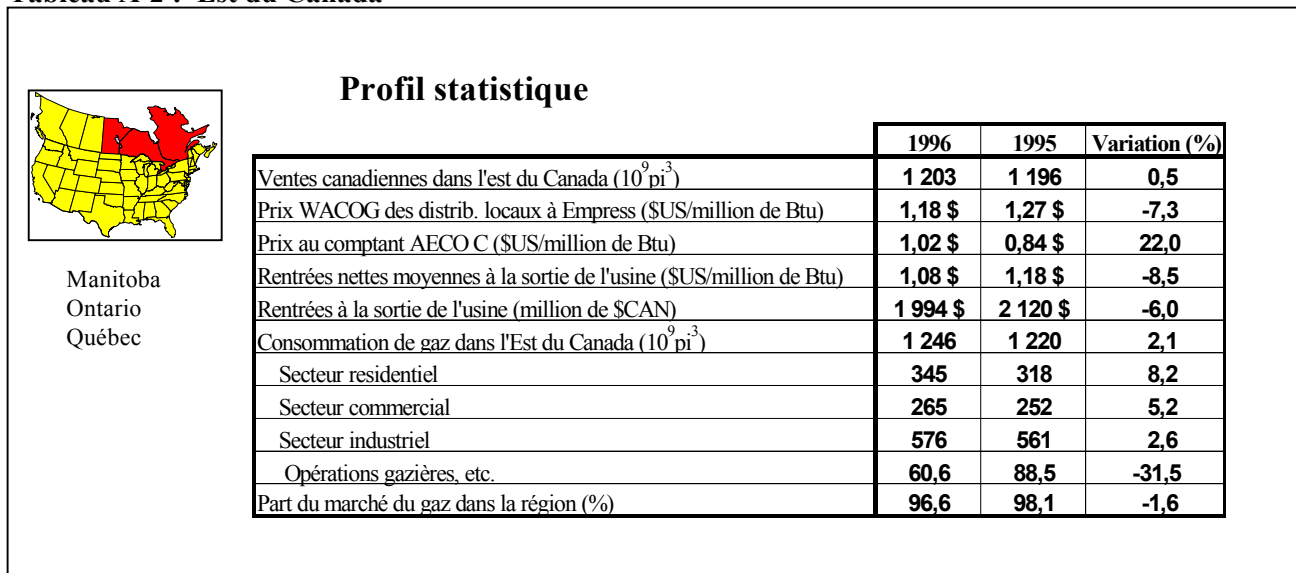 Profil statistique
Manitoba
Ontario
Québec
1996 1995 Variation (%)
Ventes canadiennes dans l'est du Canada (10^9pi^3) 1 203 1 196 0,5
Prix WACOG des distrib. locaux à Empress ($US/million de Btu) 1,18 $ 1,27 $ -7,3
Prix au comptant AECO C ($US/million de Btu) 1,02 $ 0,84 $ 22,0
Rentrées nettes moyennes à la sortie de l'usine ($US/million de Btu) 1,08 $ 1,18 $ -8,5
Rentrées à la sortie de l'usine (million de $CAN) 1 994 $ 2 120 $ -6,0
Consommation de gaz dans l'Est du Canada (10^9pi^3) 1 246 1 220 2,1
Secteur residentiel 345 318 8,2
Secteur commercial 265 252 5,2
Secteur industriel 576 561 2,6
Opérations gazières, etc. 60,6 88,5 -31,5
Part du marché du gaz dans la région (%) 96,6 98,1 -1,6